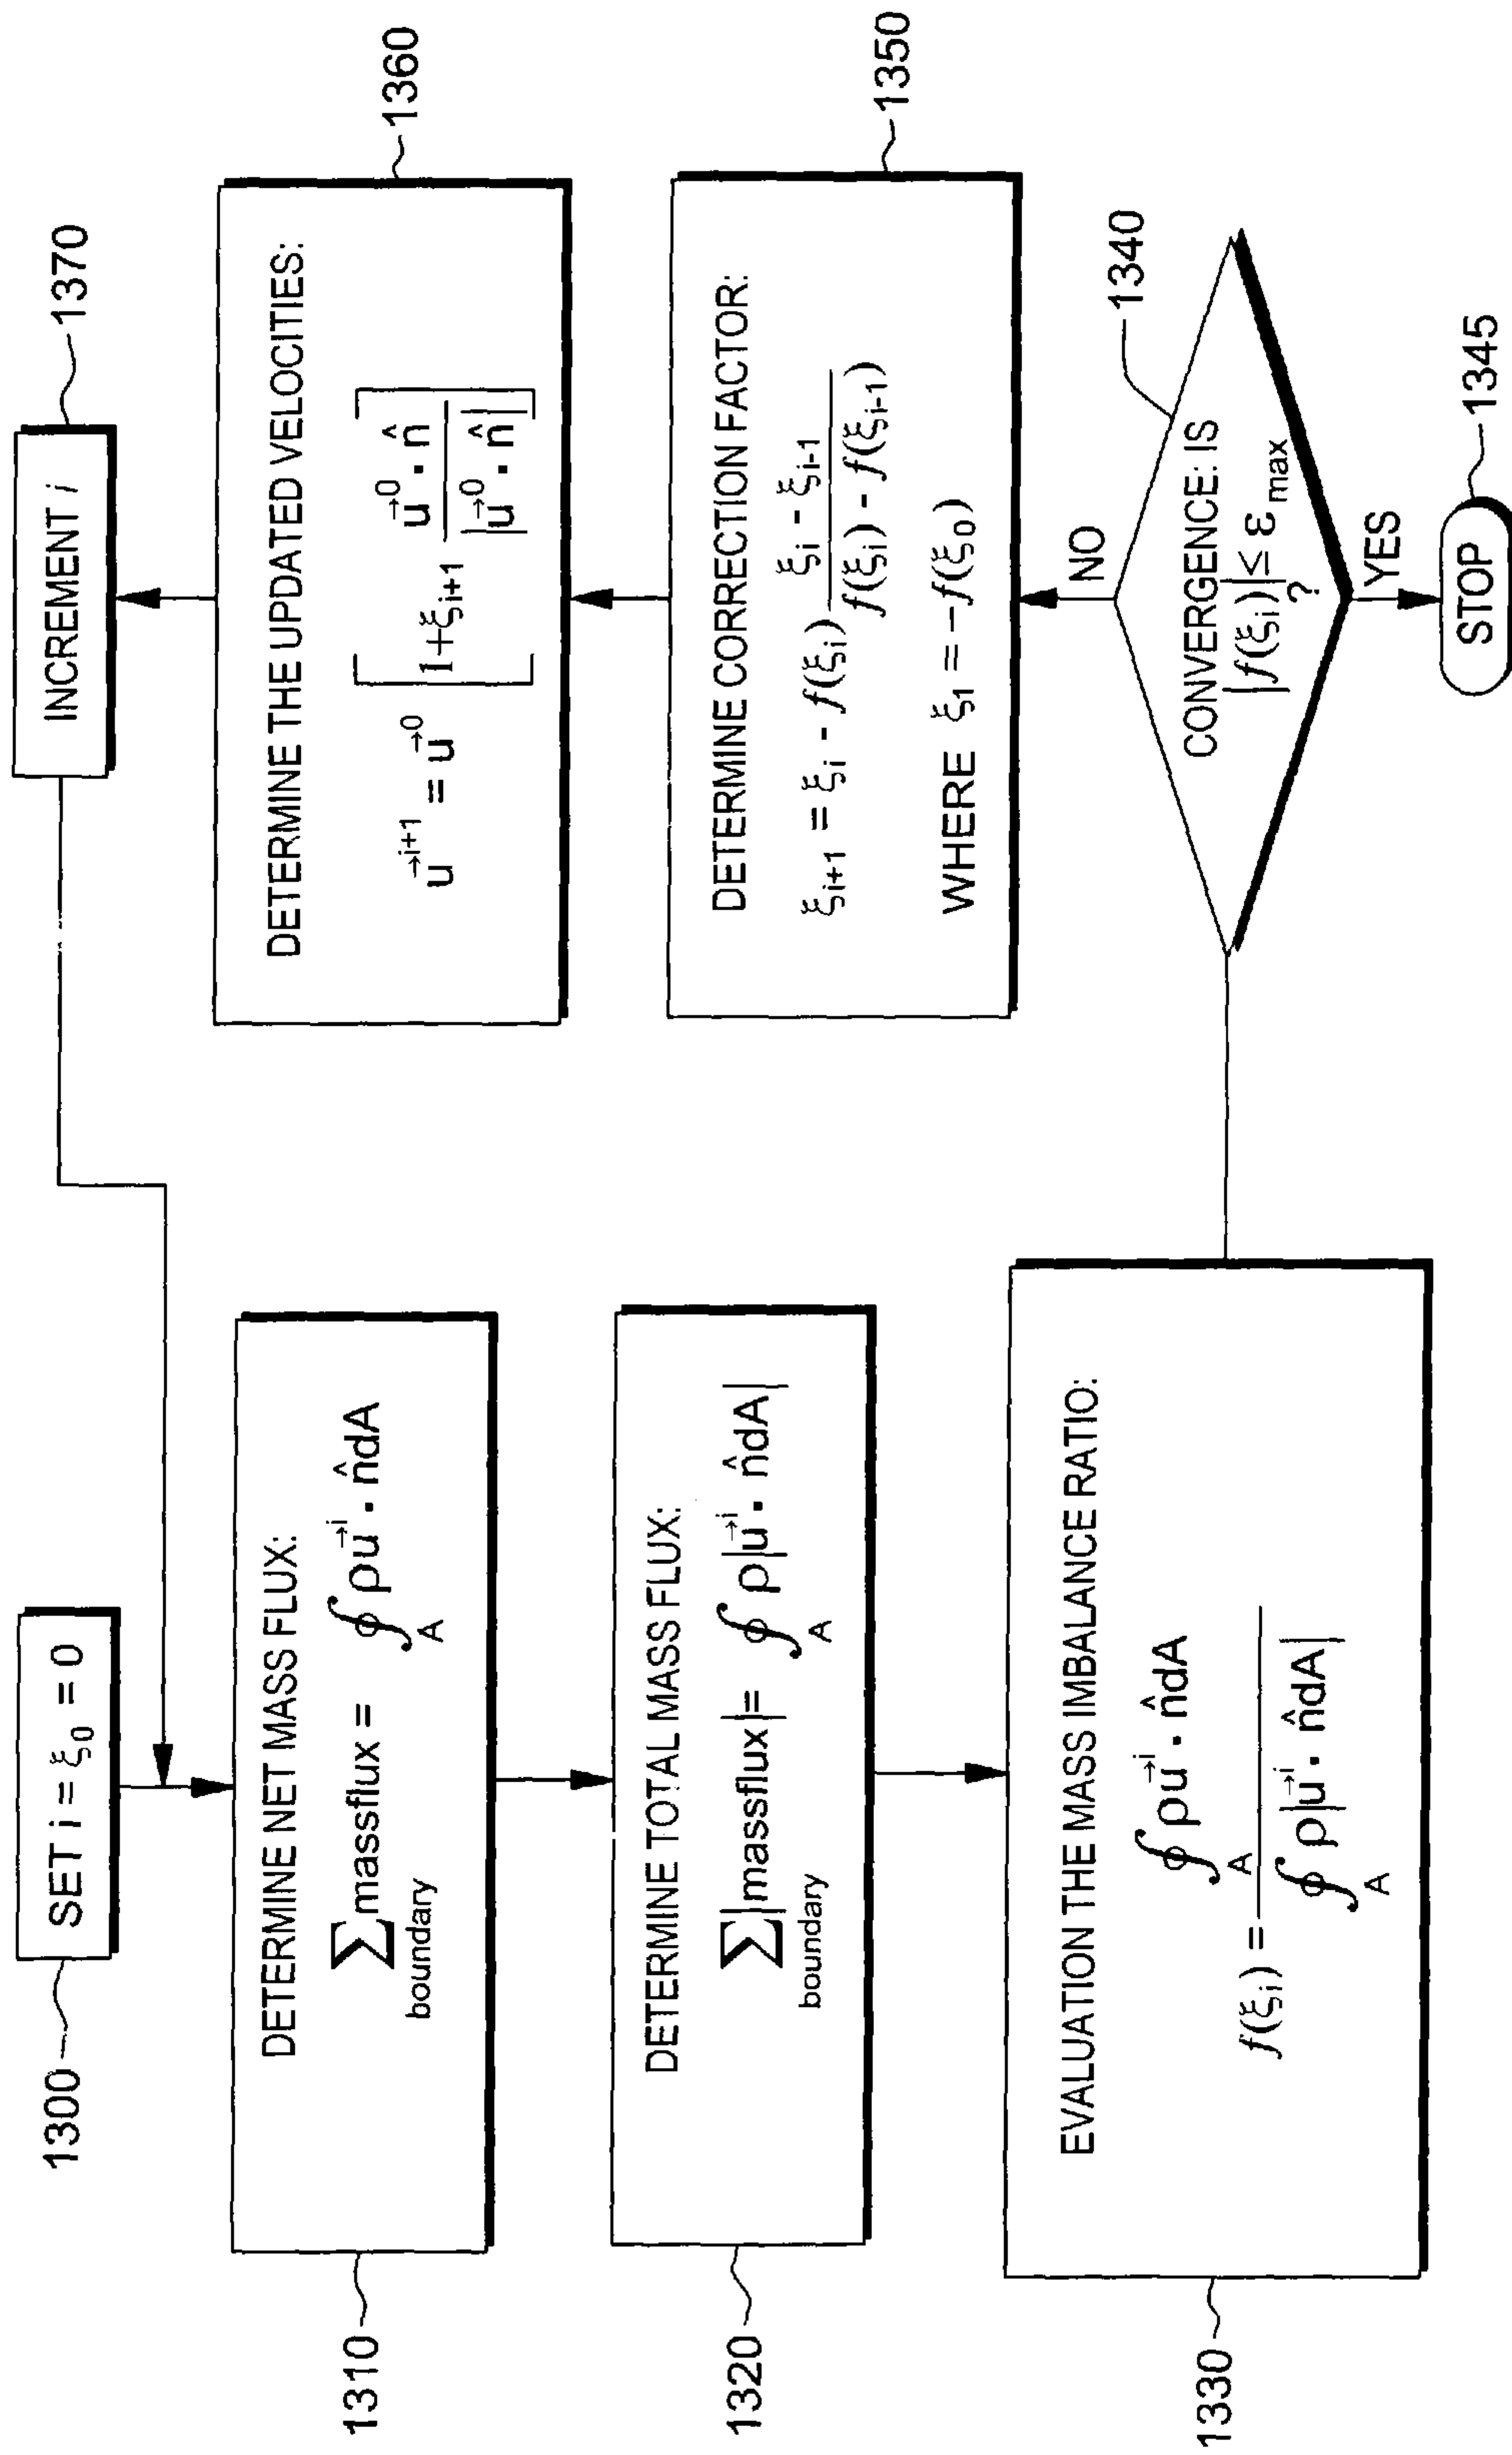 1300
SET i = ξ₀ = 0
1310
DETERMINE NET MASS FLUX:
∑ massflux = ∮ ρu⃗ⁱ · n̂dA
boundary A
1320
DETERMINE TOTAL MASS FLUX:
∑|massflux|= ∮ ρ|u⃗ⁱ · n̂dA|
boundary A
1330
EVALUATION THE MASS IMBALANCE RATIO:
∮ ρu⃗ⁱ · n̂dA
A
f(ξᵢ) =
∮ ρ|u⃗ⁱ · n̂dA|
A
1340
CONVERGENCE: IS
|f(ξᵢ)| ≤ ε max
?
YES
STOP
1345
NO
1350
DETERMINE CORRECTION FACTOR:
ξᵢ₊₁ = ξᵢ - f(ξᵢ) (ξᵢ - ξᵢ₋₁) / (f(ξᵢ) - f(ξᵢ₋₁))
WHERE ξ₁ = -f(ξ₀)
1360
DETERMINE THE UPDATED VELOCITIES:
u⃗ⁱ⁺¹ = u⃗⁰ [1+ξᵢ₊₁ u⃗⁰ · n̂ / |u⃗⁰ · n̂|]
1370
INCREMENT i